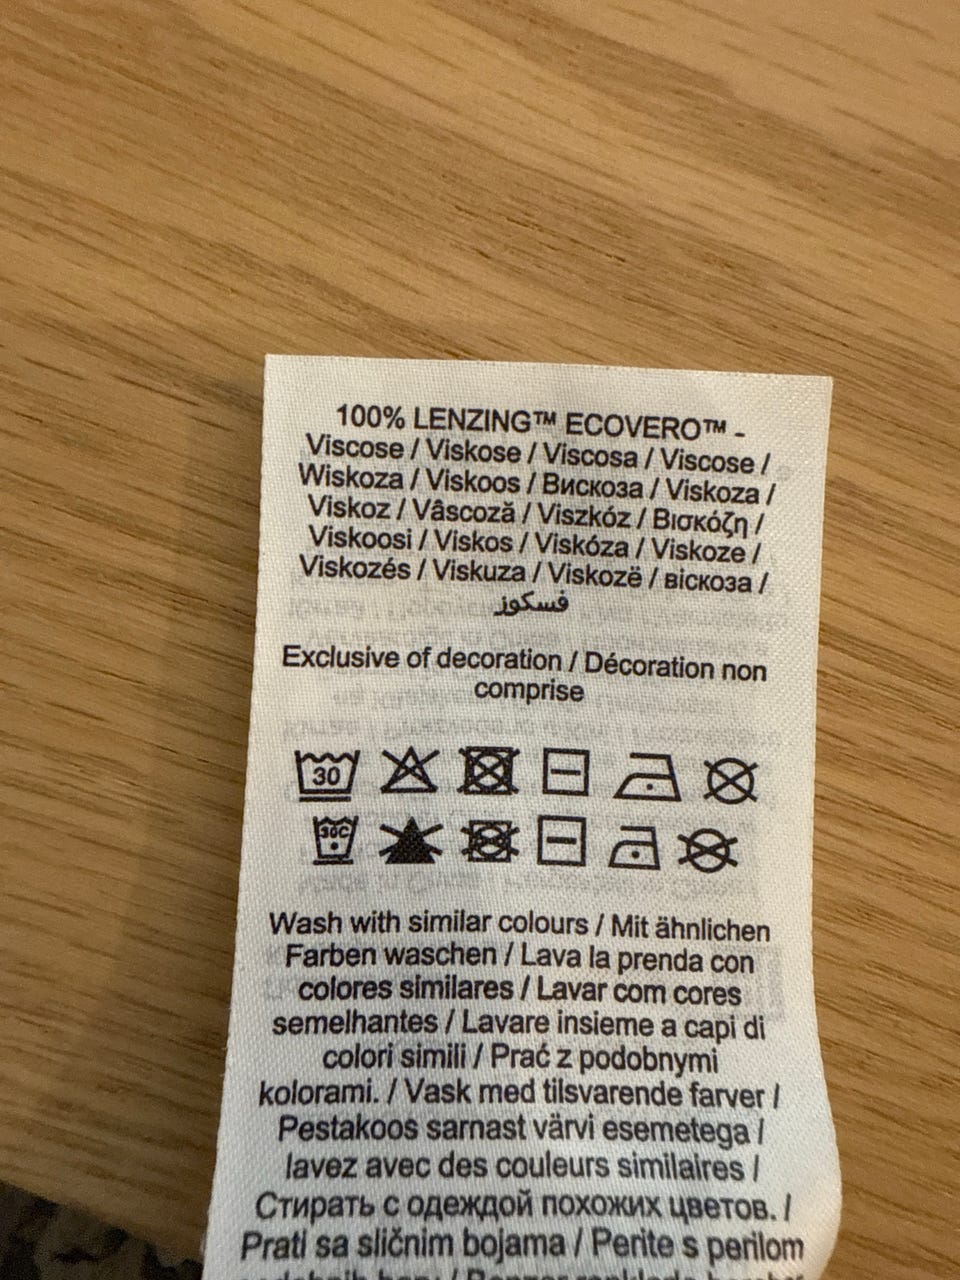 100% LENZING™ ECOVERO™ -
Viscose / Viskose / Viscosa / Viscose /
Wiskoza / Viskoos / Вискоза / Viskoza /
Viskoz / Vâscoză / Viszkóz / Βισκόζη /
Viskoosi / Viskos / Viskóza / Viskoze /
Viskozés / Viskuza / Viskozë / віскоза /
فسكوز
Exclusive of decoration / Décoration non
comprise
30
30C
Wash with similar colours / Mit ähnlichen
Farben waschen / Lava la prenda con
colores similares / Lavar com cores
semelhantes / Lavare insieme a capi di
colori simili / Prać z podobnymi
kolorami. / Vask med tilsvarende farver /
Pestakoos sarnast värvi esemetega /
lavez avec des couleurs similaires /
Стирать с одеждой похожих цветов. /
Prati sa sličnim bojama / Perite s perilom